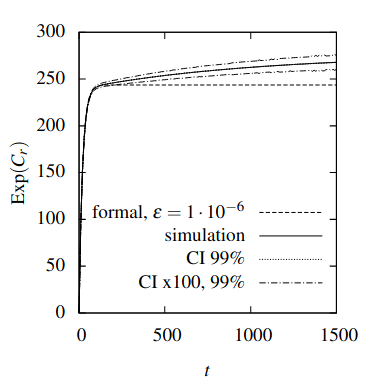 300
250
200
150
100
50
0
Exp(Cᵣ)
formal, ε = 1 · 10⁻⁶
simulation
CI 99%
CI x100, 99%
0 500 1000 1500
t